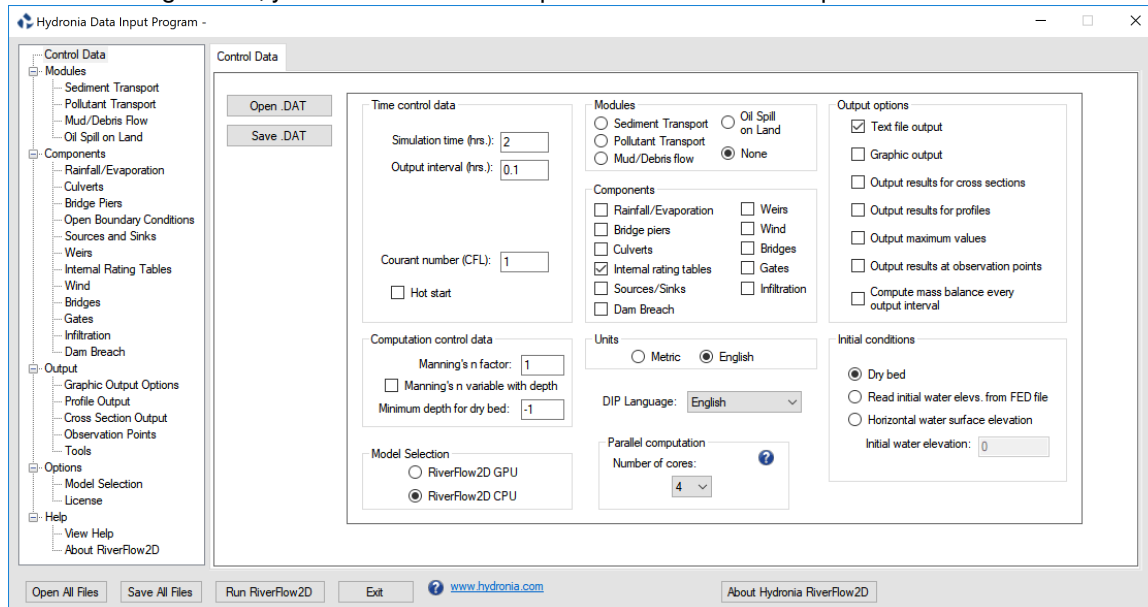 Hydronia Data Input Program -
Control Data
Modules
Sediment Transport
Pollutant Transport
Mud/Debris Flow
Oil Spill on Land
Components
Rainfall/Evaporation
Culverts
Bridge Piers
Open Boundary Conditions
Sources and Sinks
Weirs
Internal Rating Tables
Wind
Bridges
Gates
Infiltration
Dam Breach
Output
Graphic Output Options
Profile Output
Cross Section Output
Observation Points
Tools
Options
Model Selection
License
Help
View Help
About RiverFlow2D
Control Data
Open .DAT
Save .DAT
Time control data
Simulation time (hrs.): 2
Output interval (hrs.): 0.1
Courant number (CFL): 1
Hot start
Computation control data
Manning's n factor: 1
Manning's n variable with depth
Minimum depth for dry bed: -1
Model Selection
RiverFlow2D GPU
RiverFlow2D CPU
Modules
Sediment Transport
Pollutant Transport
Mud/Debris flow
Oil Spill
on Land
None
Components
Rainfall/Evaporation
Bridge piers
Culverts
Internal rating tables
Sources/Sinks
Dam Breach
Weirs
Wind
Bridges
Gates
Infiltration
Units
Metric English
DIP Language: English
Parallel computation
Number of cores:
4
Output options
Text file output
Graphic output
Output results for cross sections
Output results for profiles
Output maximum values
Output results at observation points
Compute mass balance every
output interval
Initial conditions
Dry bed
Read initial water elevs. from FED file
Horizontal water surface elevation
Initial water elevation: 0
Open All Files Save All Files Run RiverFlow2D Exit www.hydronia.com About Hydronia RiverFlow2D